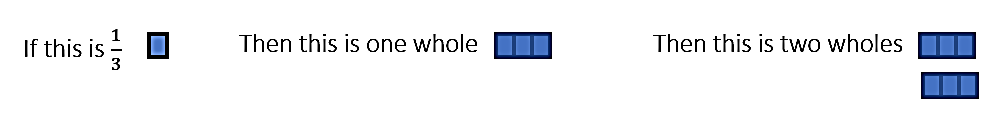 If this is 1/3
Then this is one whole
Then this is two wholes